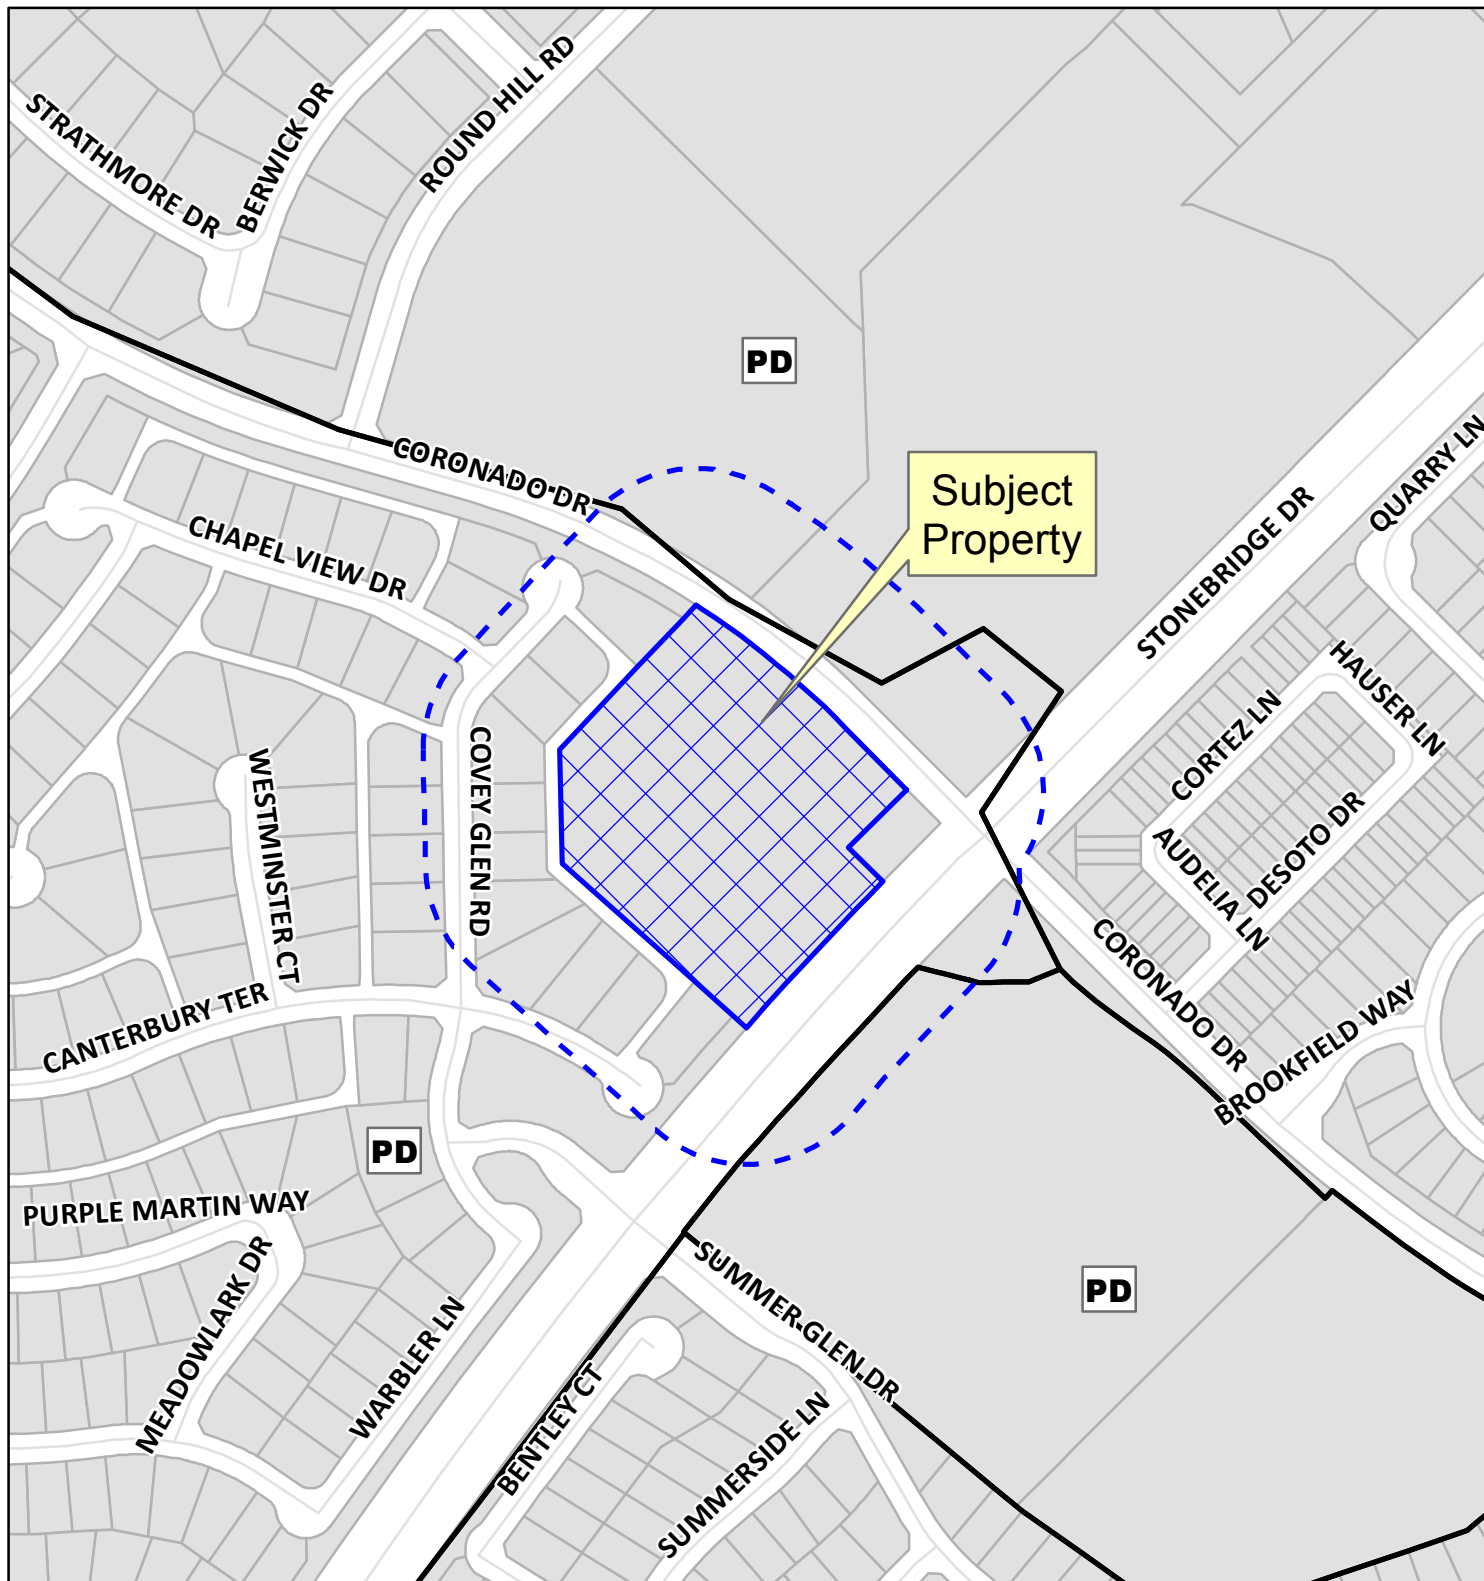 STRATHMORE DR
BERWICK DR
ROUND HILL RD
PD
CORONADO DR
Subject
Property
QUARRY LN
STONEBRIDGE DR
CHAPEL VIEW DR
HAUSER LN
CORTEZ LN
COVEY GLEN RD
WESTMINSTER CT
DESOTO DR
AUDELIA LN
CORONADO DR
CANTERBURY TER
BROOKFIELD WAY
PD
PURPLE MARTIN WAY
MEADOWLARK DR
WARBLER LN
SUMMER GLEN DR
PD
BENTLEY CT
SUMMERSIDE LN